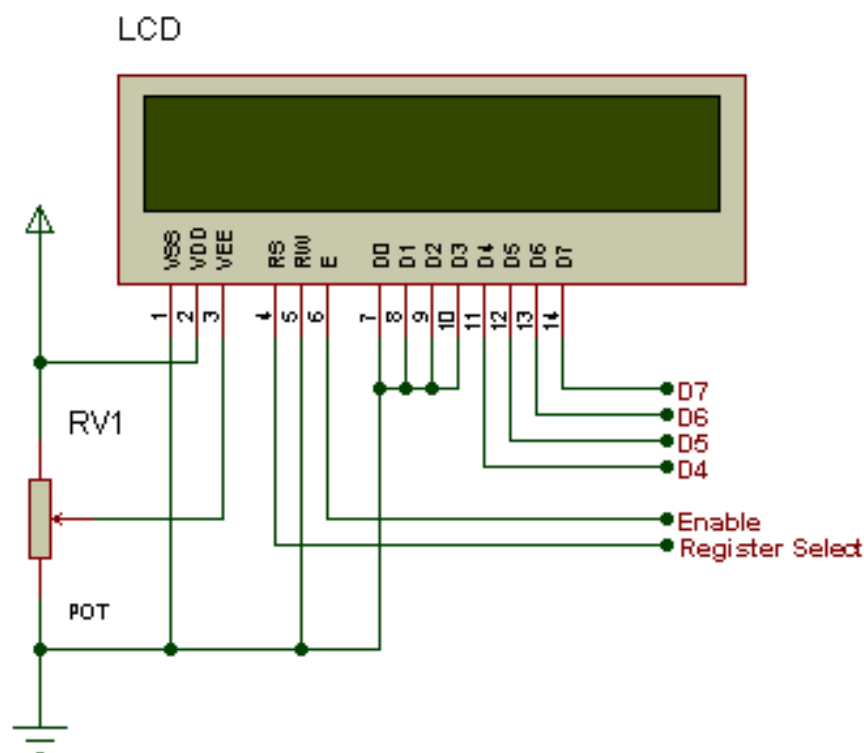 LCD
VSS VDD VEE RS RW E D0 D1 D2 D3 D4 D5 D6 D7
1 2 3 4 5 6 7 8 9 10 11 12 13 14
D7
RV1
D6
D5
D4
Enable
Register Select
POT